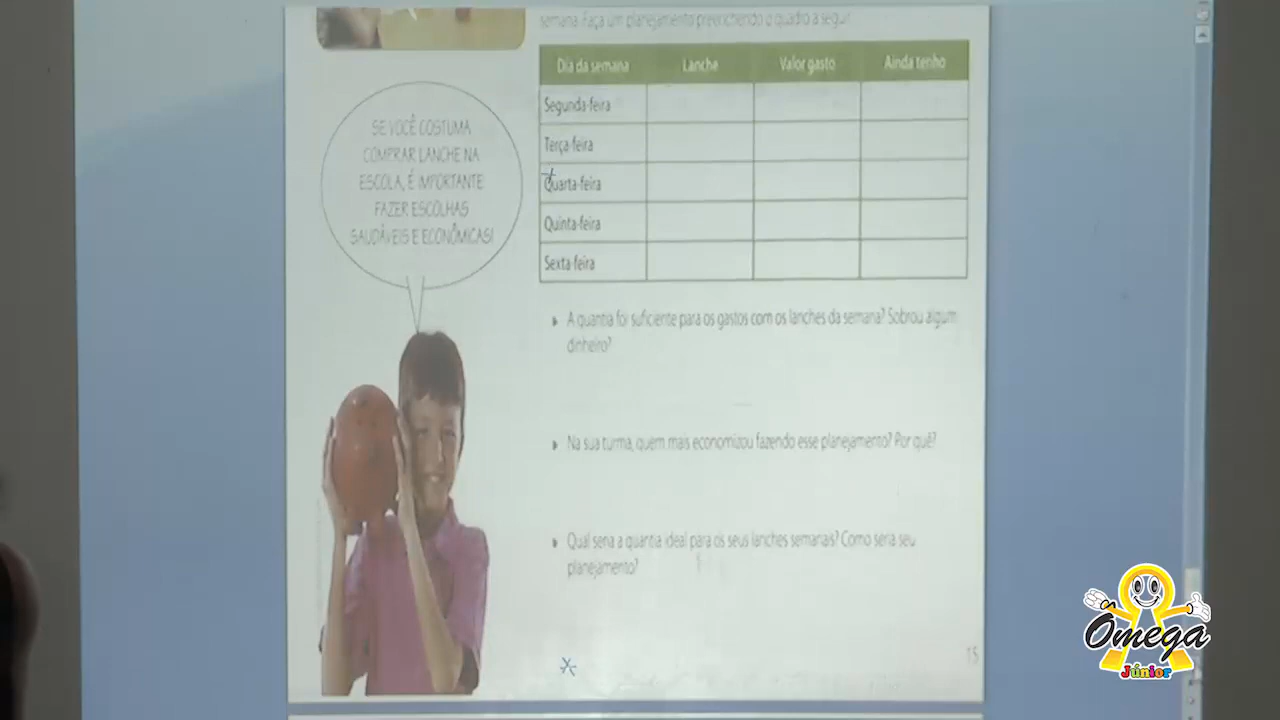 semana. Faça um planejamento preenchendo o quadro a seguir.
Dia da semana Lanche Valor gasto Ainda tenho
Segunda-feira
Terça-feira
Quarta-feira
Quinta-feira
Sexta-feira
SE VOCÊ COSTUMA
COMPRAR LANCHE NA
ESCOLA, É IMPORTANTE
FAZER ESCOLHAS
SAUDÁVEIS E ECONÔMICAS!
A quantia foi suficiente para os gastos com os lanches da semana? Sobrou algum
dinheiro?
Na sua turma, quem mais economizou fazendo esse planejamento? Por quê?
Qual seria a quantia ideal para os seus lanches semanais? Como seria seu
planejamento?
15
Ômega
Júnior